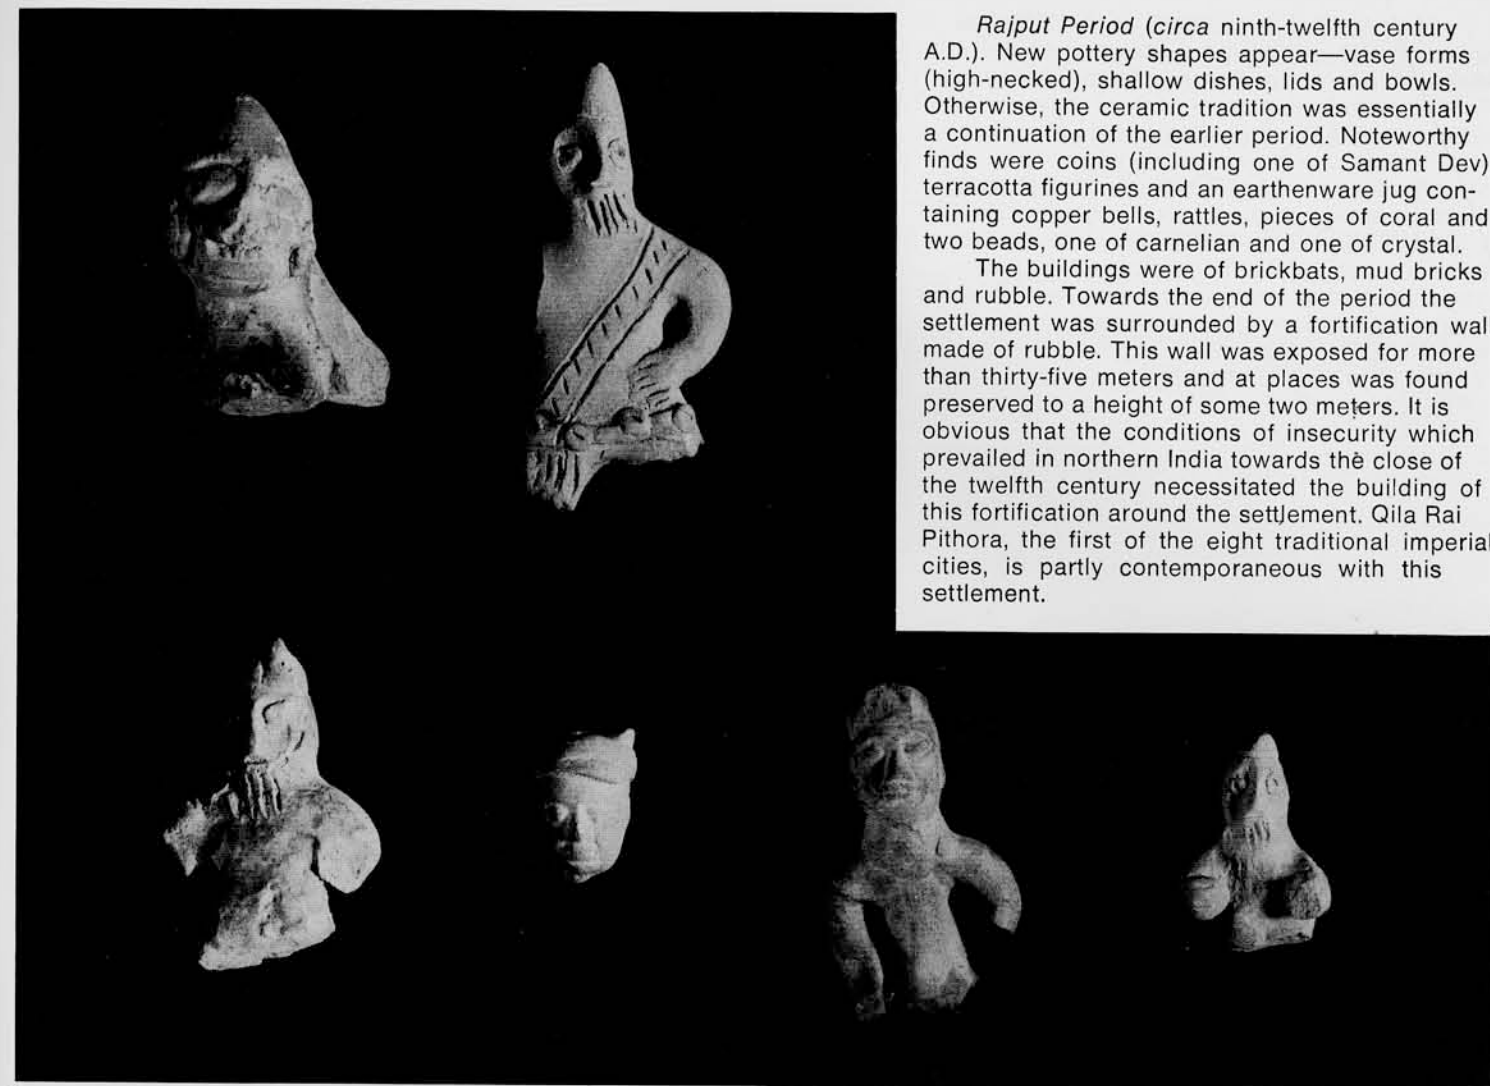 Rajput Period (circa ninth-twelfth century
A.D.). New pottery shapes appear—vase forms
(high-necked), shallow dishes, lids and bowls.
Otherwise, the ceramic tradition was essentially
a continuation of the earlier period. Noteworthy
finds were coins (including one of Samant Dev)
terracotta figurines and an earthenware jug con-
taining copper bells, rattles, pieces of coral and
two beads, one of carnelian and one of crystal.
The buildings were of brickbats, mud bricks
and rubble. Towards the end of the period the
settlement was surrounded by a fortification wal
made of rubble. This wall was exposed for more
than thirty-five meters and at places was found
preserved to a height of some two meters. It is
obvious that the conditions of insecurity which
prevailed in northern India towards the close of
the twelfth century necessitated the building of
this fortification around the settlement. Qila Rai
Pithora, the first of the eight traditional imperial
cities, is partly contemporaneous with this
settlement.